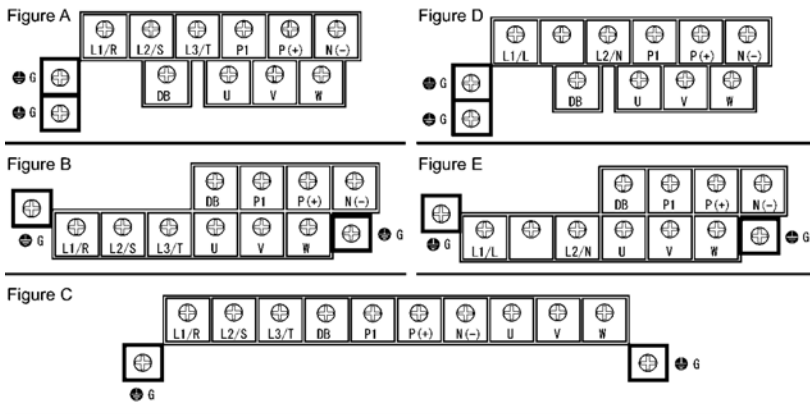 Figure A
L1/R L2/S L3/T P1 P(+) N(-)
G
DB U V W
G
Figure D
L1/L L2/N P1 P(+) N(-)
G
DB U V W
G
Figure B
DB P1 P(+) N(-)
G
L1/R L2/S L3/T U V W
G
Figure E
DB P1 P(+) N(-)
G
L1/L L2/N U V W
G
Figure C
L1/R L2/S L3/T DB P1 P(+) N(-) U V W
G
G